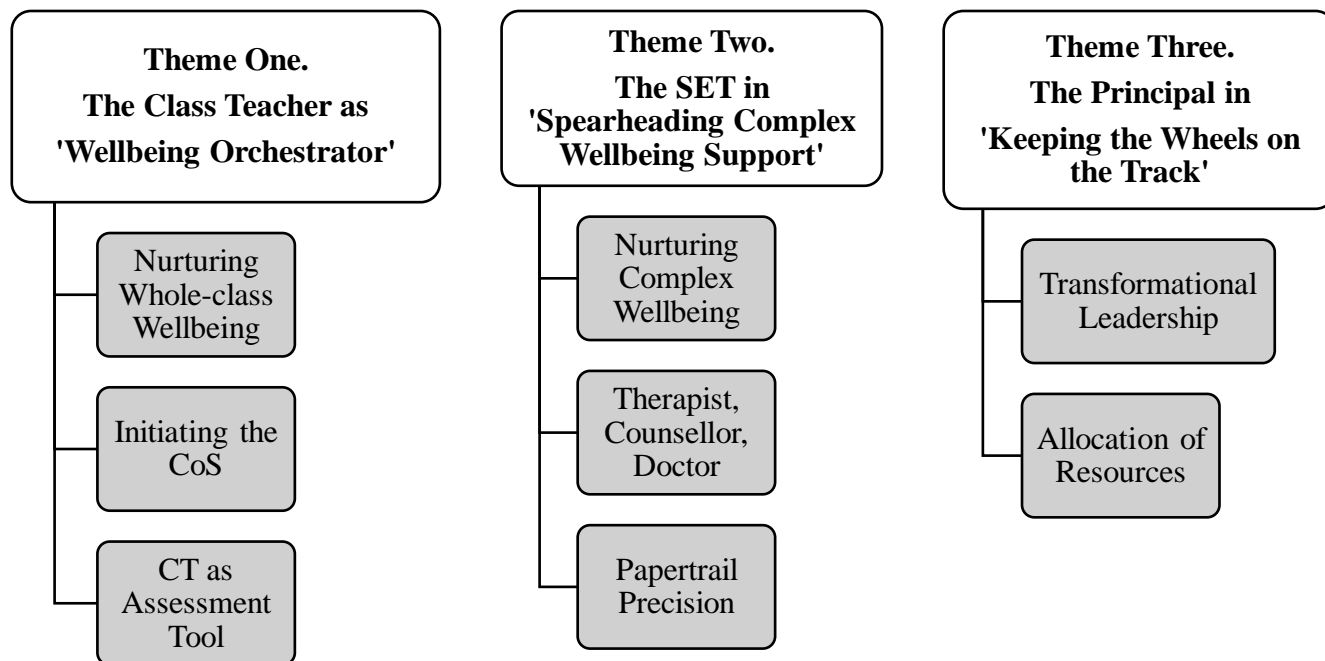 Theme One.
The Class Teacher as
'Wellbeing Orchestrator'
Nurturing
Whole-class
Wellbeing
Initiating the
CoS
CT as
Assessment
Tool
Theme Two.
The SET in
'Spearheading Complex
Wellbeing Support'
Nurturing
Complex
Wellbeing
Therapist,
Counsellor,
Doctor
Papertrail
Precision
Theme Three.
The Principal in
'Keeping the Wheels on
the Track'
Transformational
Leadership
Allocation of
Resources